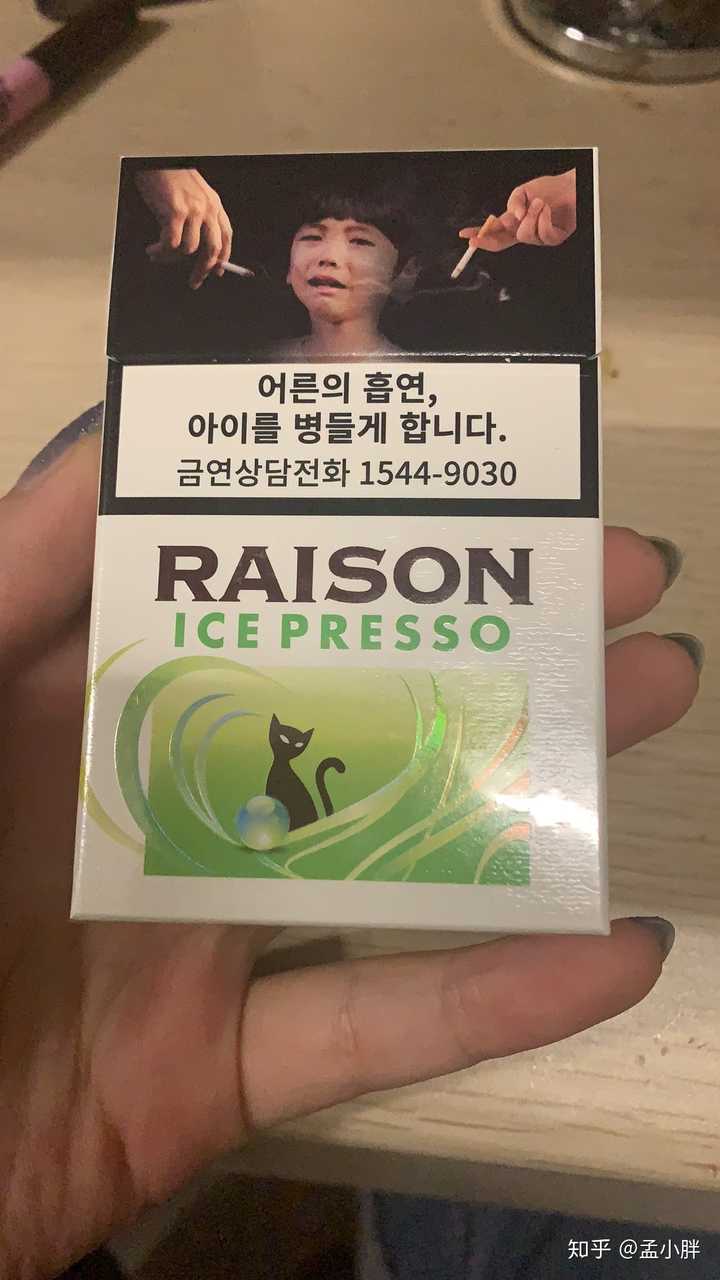 어른의 흡연,
아이를 병들게 합니다.
금연상담전화 1544-9030
RAISON
ICE PRESSO
知乎 @孟小胖